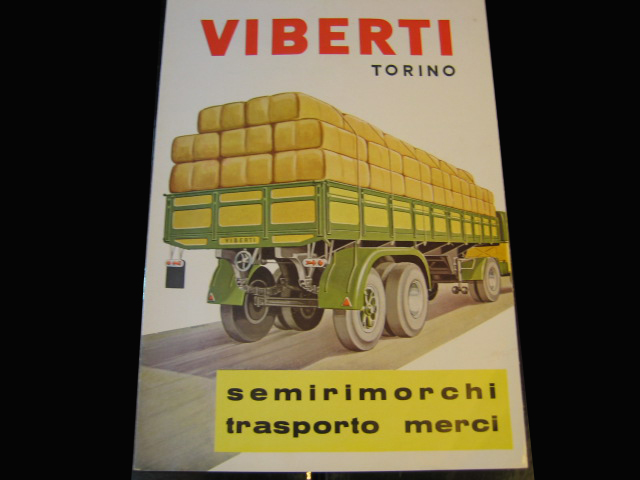 VIBERTI
TORINO
VIBERTI
semirimorchi
trasporto merci